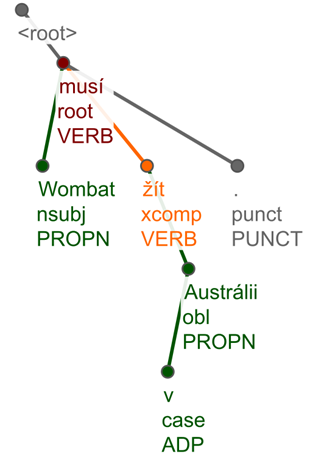 <root>
musí
root
VERB
Wombat
nsubj
PROPN
žít
xcomp
VERB
.
punct
PUNCT
Austrálii
obl
PROPN
v
case
ADP